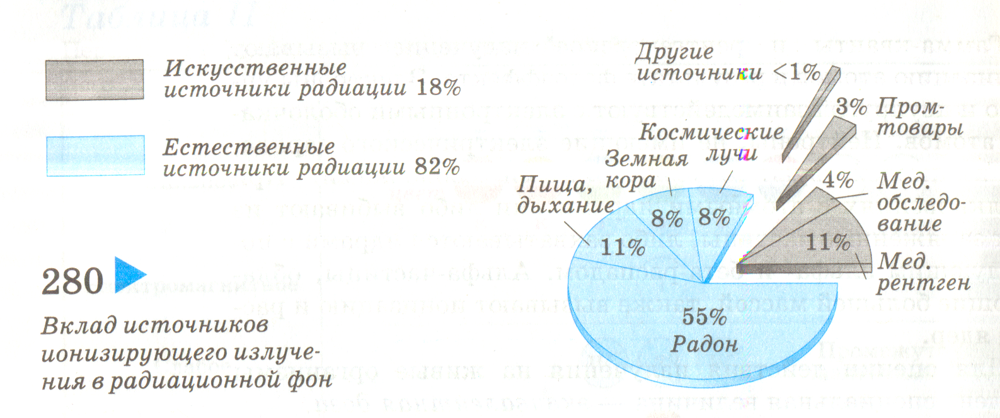 Искусственные
источники радиации 18%
Естественные
источники радиации 82%
280
Вклад источников
ионизирующего излуче-
ния в радиационной фон
Другие
источники <1%
3% Пром-
товары
Космические
лучи
Земная
кора
Пища,
дыхание
4% Мед.
обследо-
вание
8%
8%
11%
11%
Мед.
рентген
55%
Радон